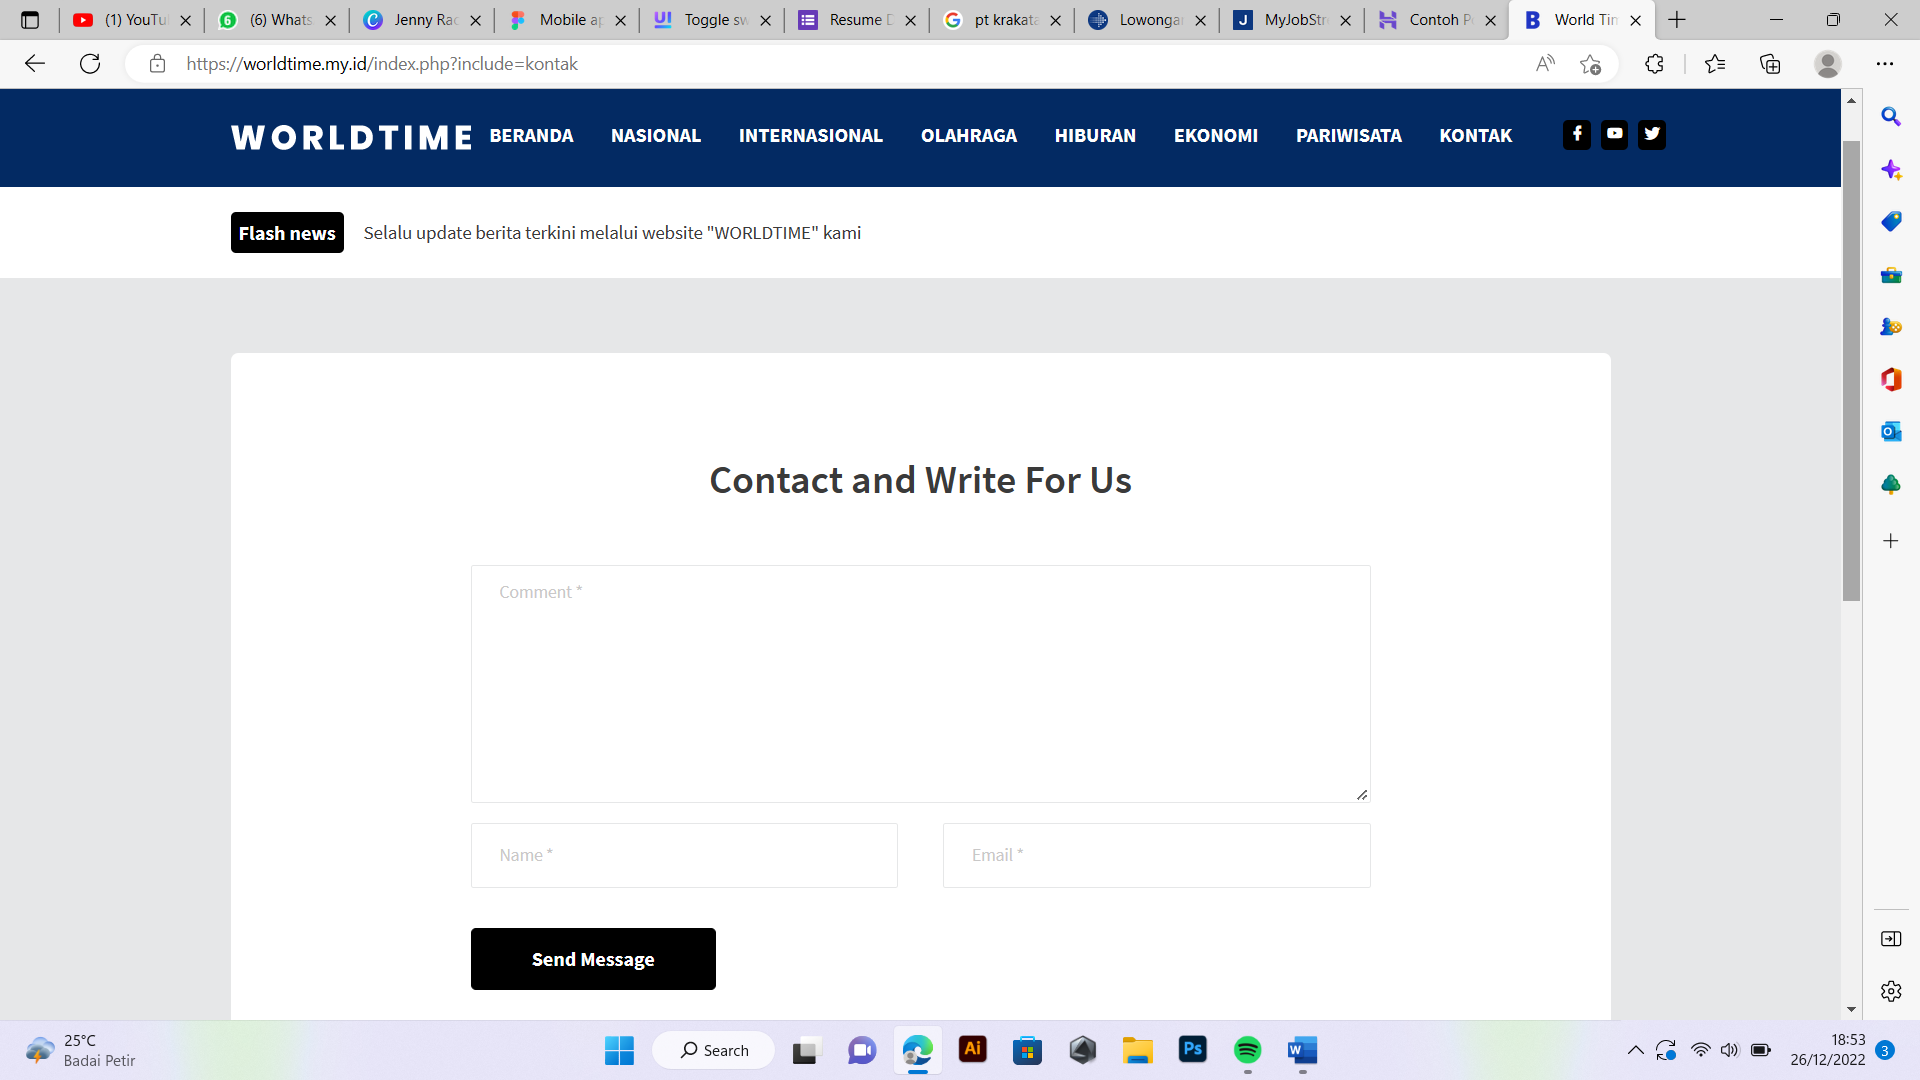 (1) YouTu
(6) Whats
Jenny Rac
Mobile ap
Toggle sw
Resume D
pt krakata
Lowongan
MyJobStr
Contoh P
World Tim
https://worldtime.my.id/index.php?include=kontak
WORLDTIME BERANDA NASIONAL INTERNASIONAL OLAHRAGA HIBURAN EKONOMI PARIWISATA KONTAK
Flash news Selalu update berita terkini melalui website "WORLDTIME" kami
Contact and Write For Us
Comment *
Name * Email *
Send Message
25°C
Badai Petir
Search
18:53
26/12/2022
3